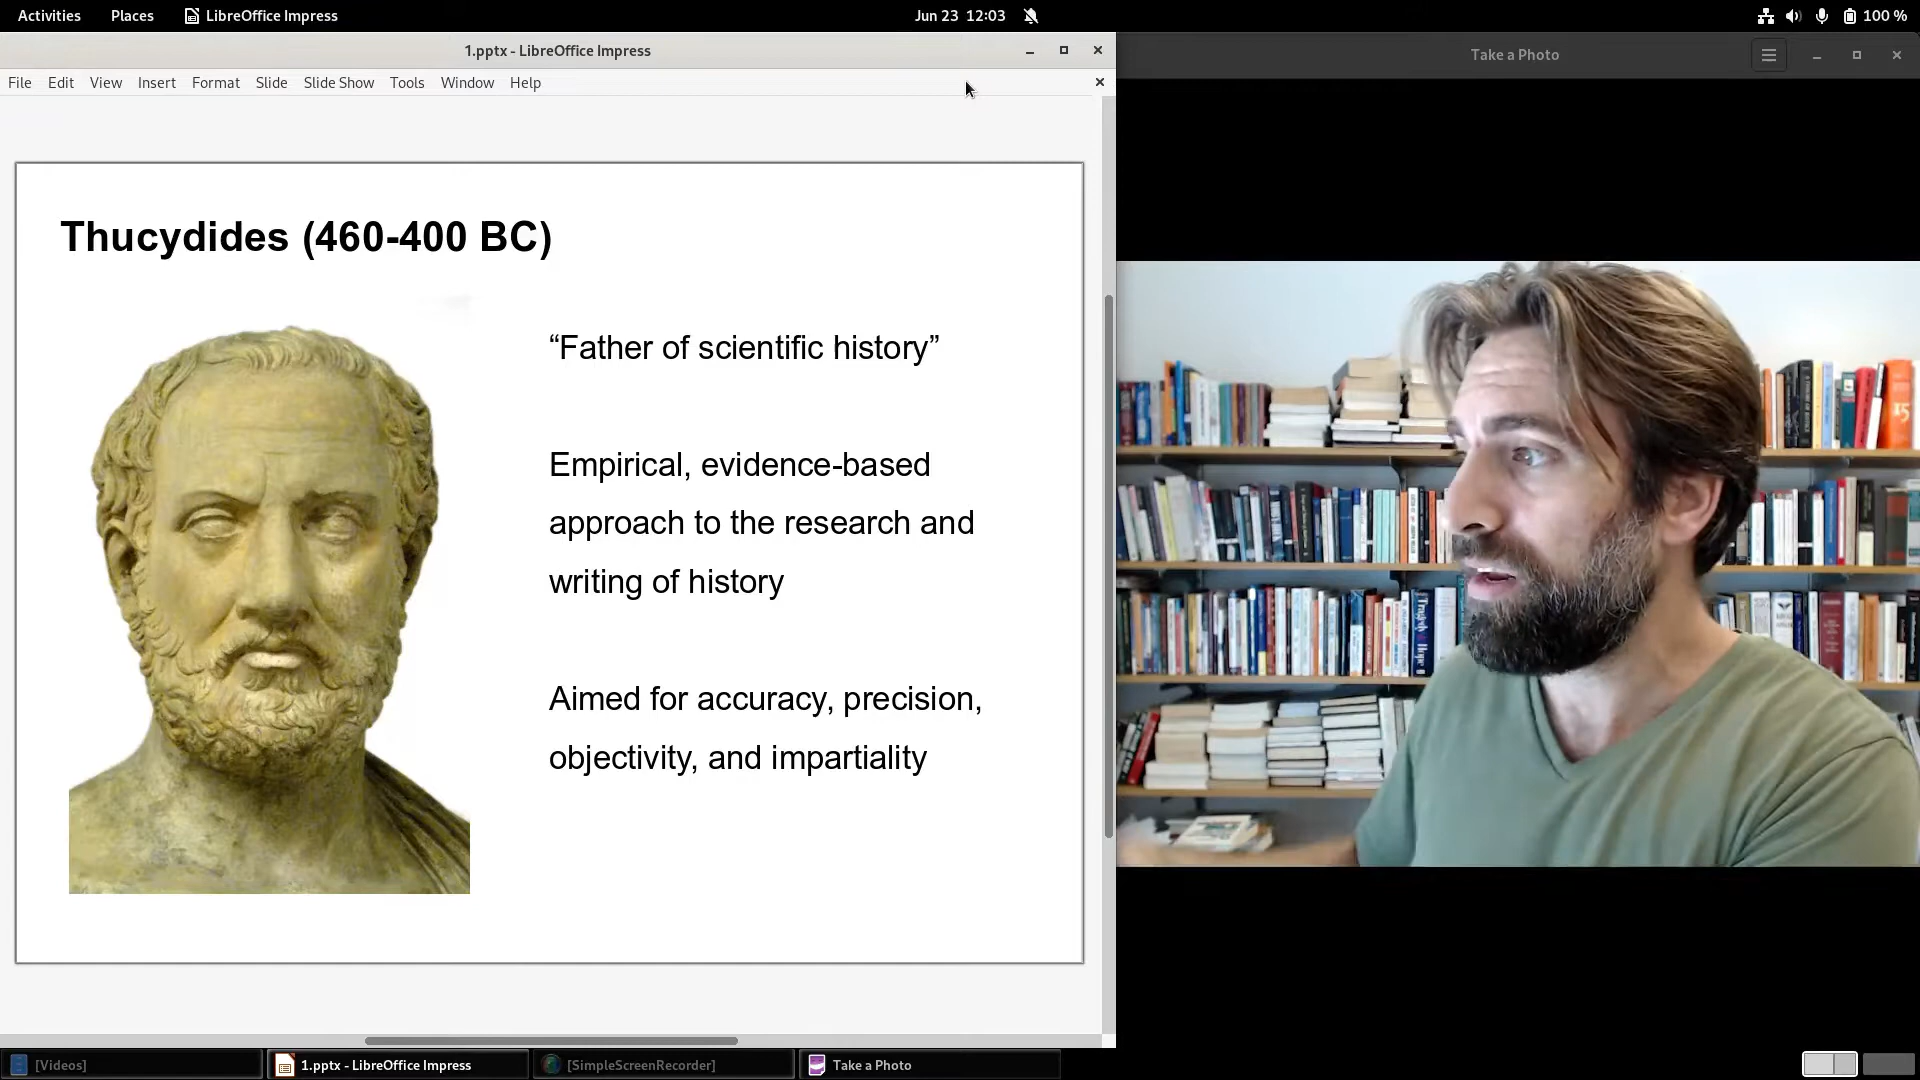 Activities Places LibreOffice Impress Jun 23 12:03 100 %
1.pptx - LibreOffice Impress
Take a Photo
File Edit View Insert Format Slide Slide Show Tools Window Help
Thucydides (460-400 BC)
“Father of scientific history”
Empirical, evidence-based
approach to the research and
writing of history
Aimed for accuracy, precision,
objectivity, and impartiality
15
Tragedy & Hope
[Videos] 1.pptx - LibreOffice Impress [SimpleScreenRecorder] Take a Photo